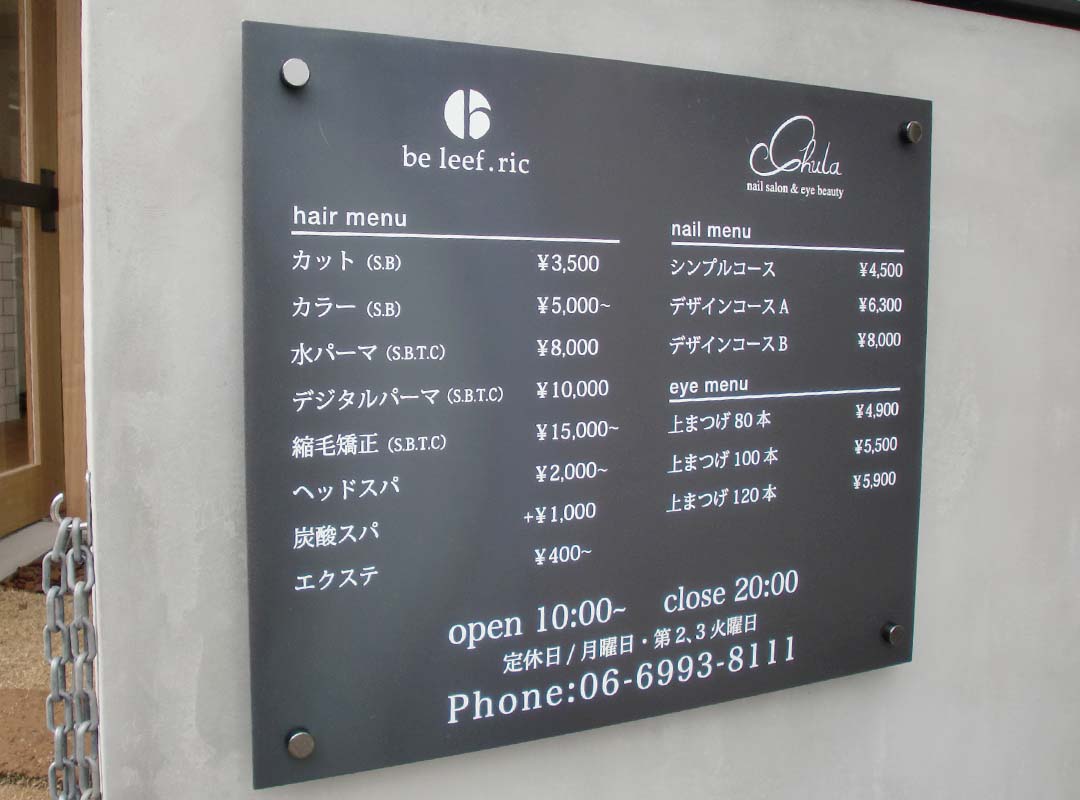 be leef.ric
hair menu
カット (S.B) ¥3,500
カラー (S.B) ¥5,000~
水パーマ (S.B.T.C) ¥8,000
デジタルパーマ (S.B.T.C) ¥10,000
縮毛矯正 (S.B.T.C) ¥15,000~
ヘッドスパ ¥2,000~
炭酸スパ +¥1,000
エクステ ¥400~
Chula
nail salon & eye beauty
nail menu
シンプルコース ¥4,500
デザインコース A ¥6,300
デザインコース B ¥8,000
eye menu
上まつげ 80 本 ¥4,900
上まつげ 100 本 ¥5,500
上まつげ 120 本 ¥5,900
open 10:00~ close 20:00
定休日 / 月曜日・第2、3火曜日
Phone:06-6993-8111